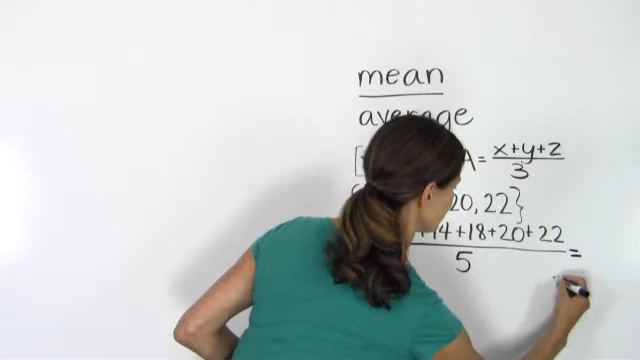 mean
average
[ A = x+y+z/3
20, 22}
14+18+20+22/5 =